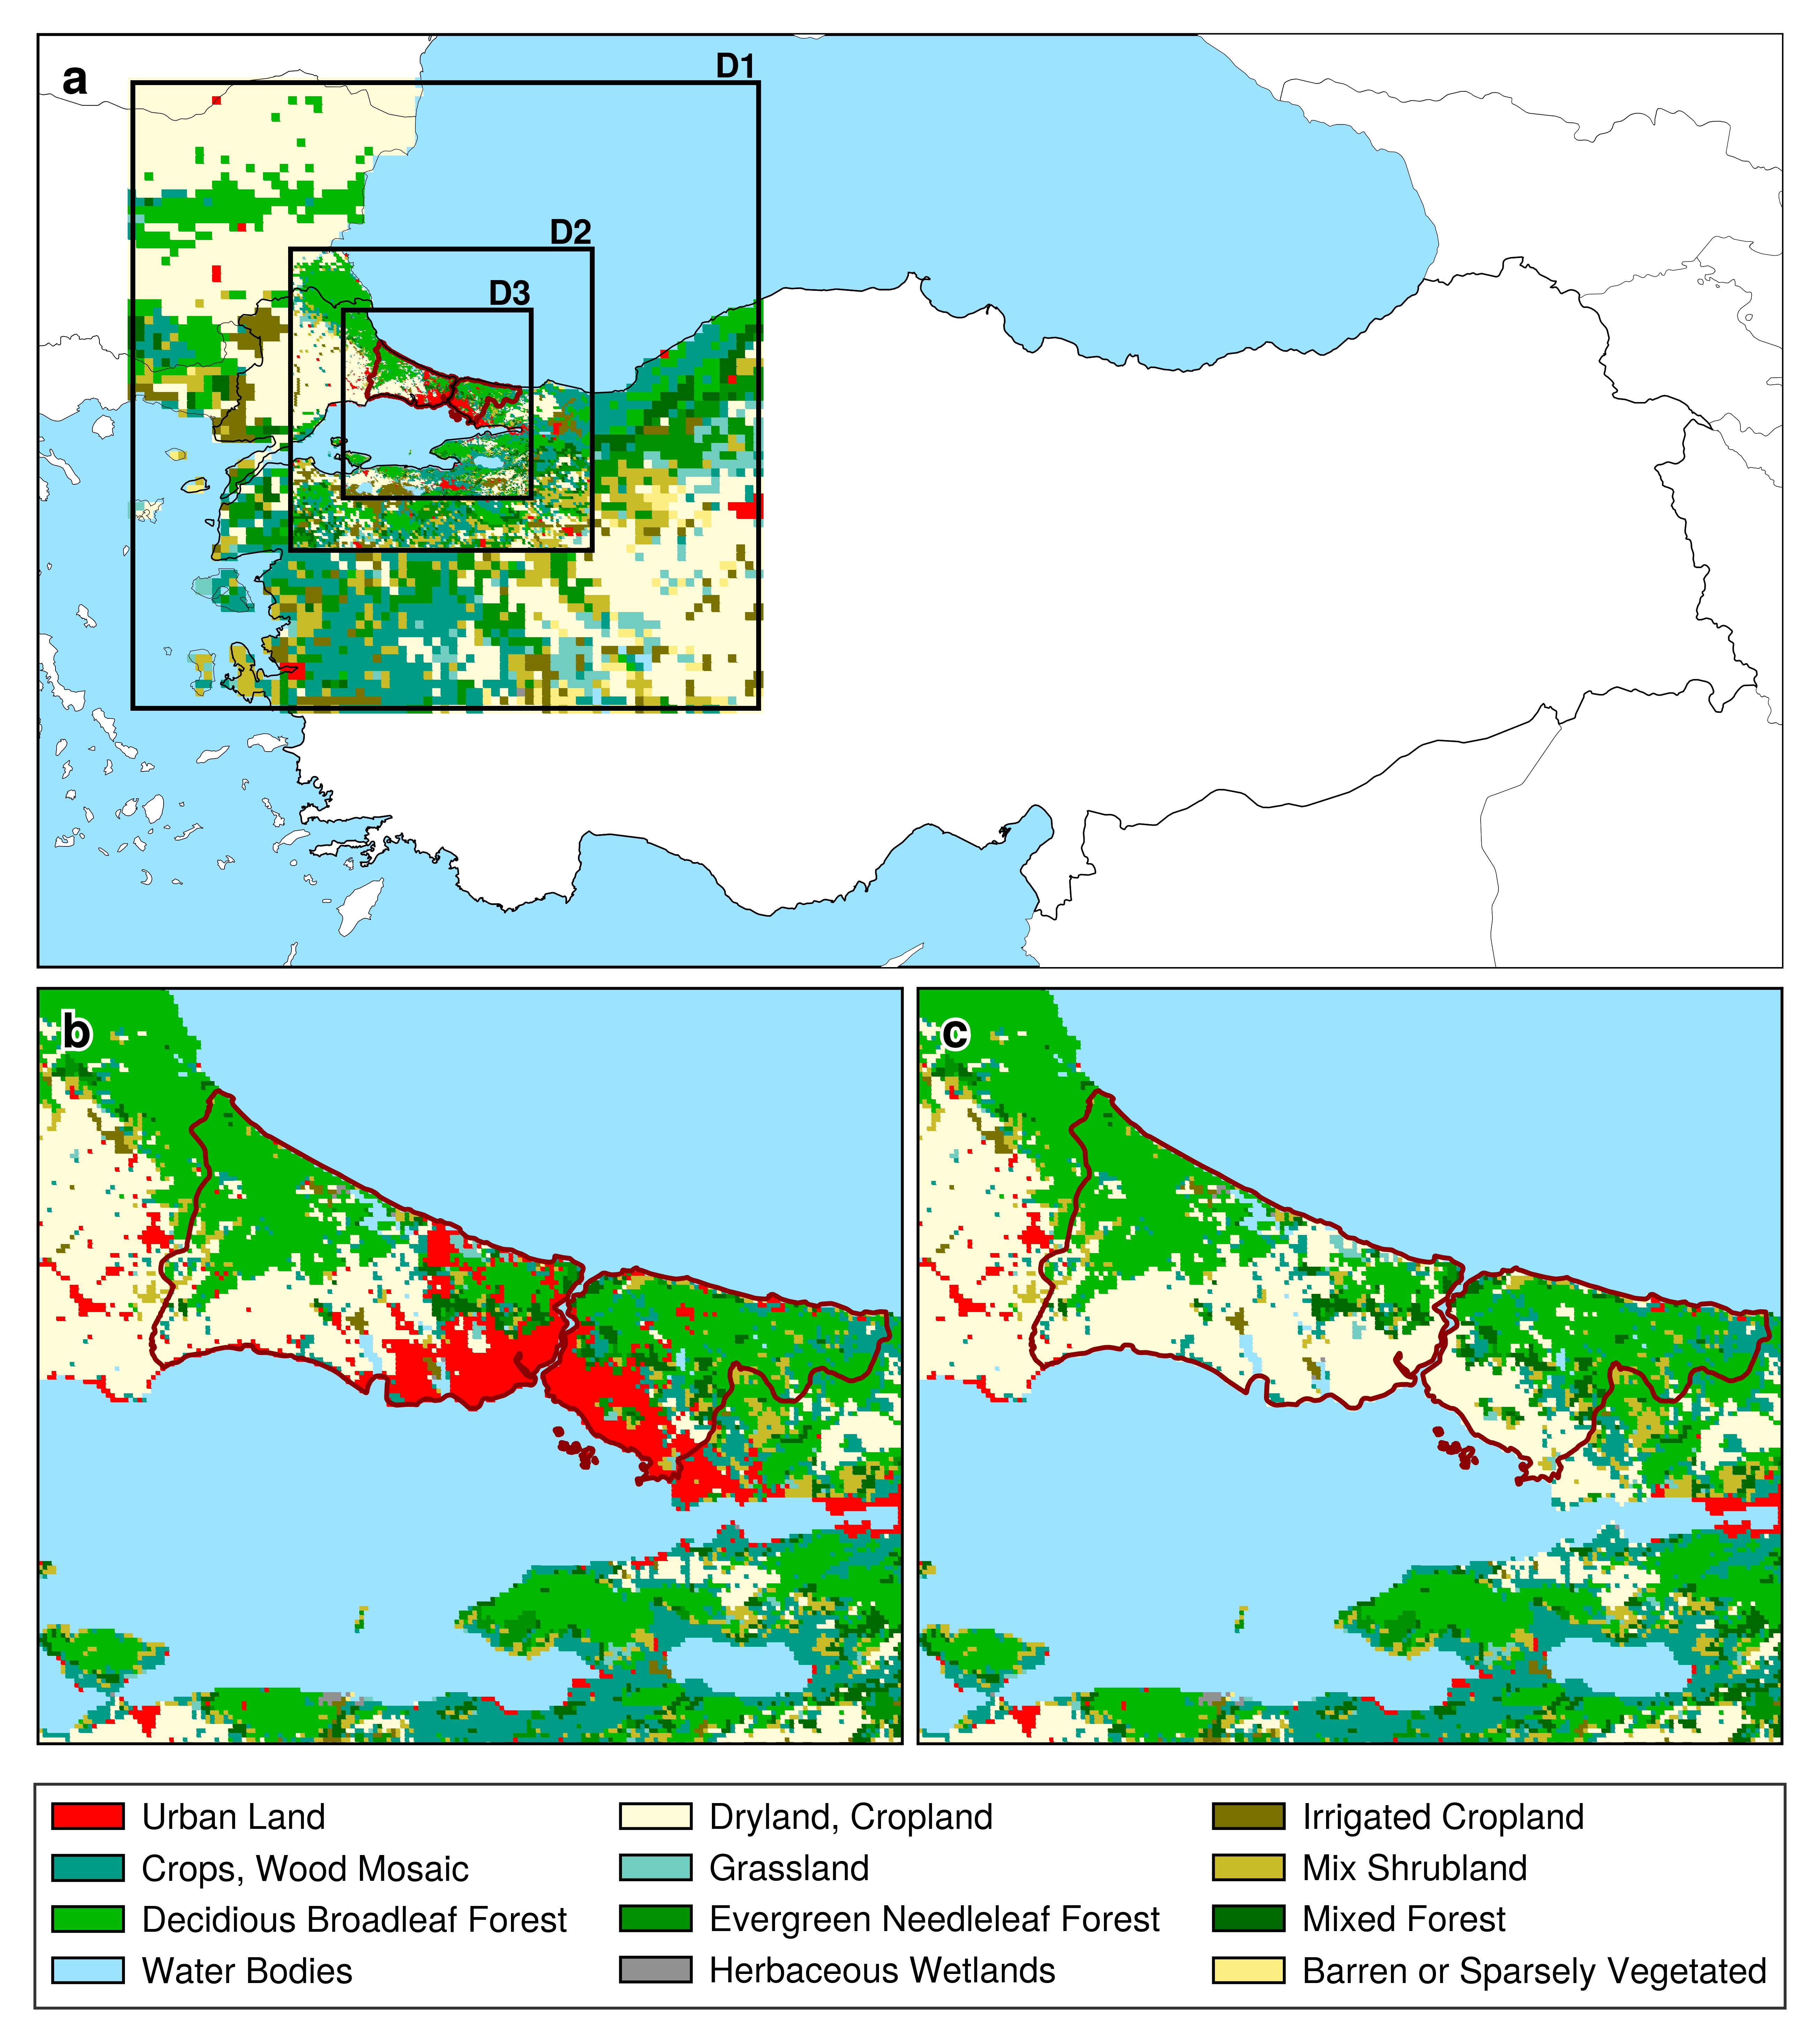 a
D1
D2
D3
b
c
Urban Land
Dryland, Cropland
Irrigated Cropland
Crops, Wood Mosaic
Grassland
Mix Shrubland
Decidious Broadleaf Forest
Evergreen Needleleaf Forest
Mixed Forest
Water Bodies
Herbaceous Wetlands
Barren or Sparsely Vegetated